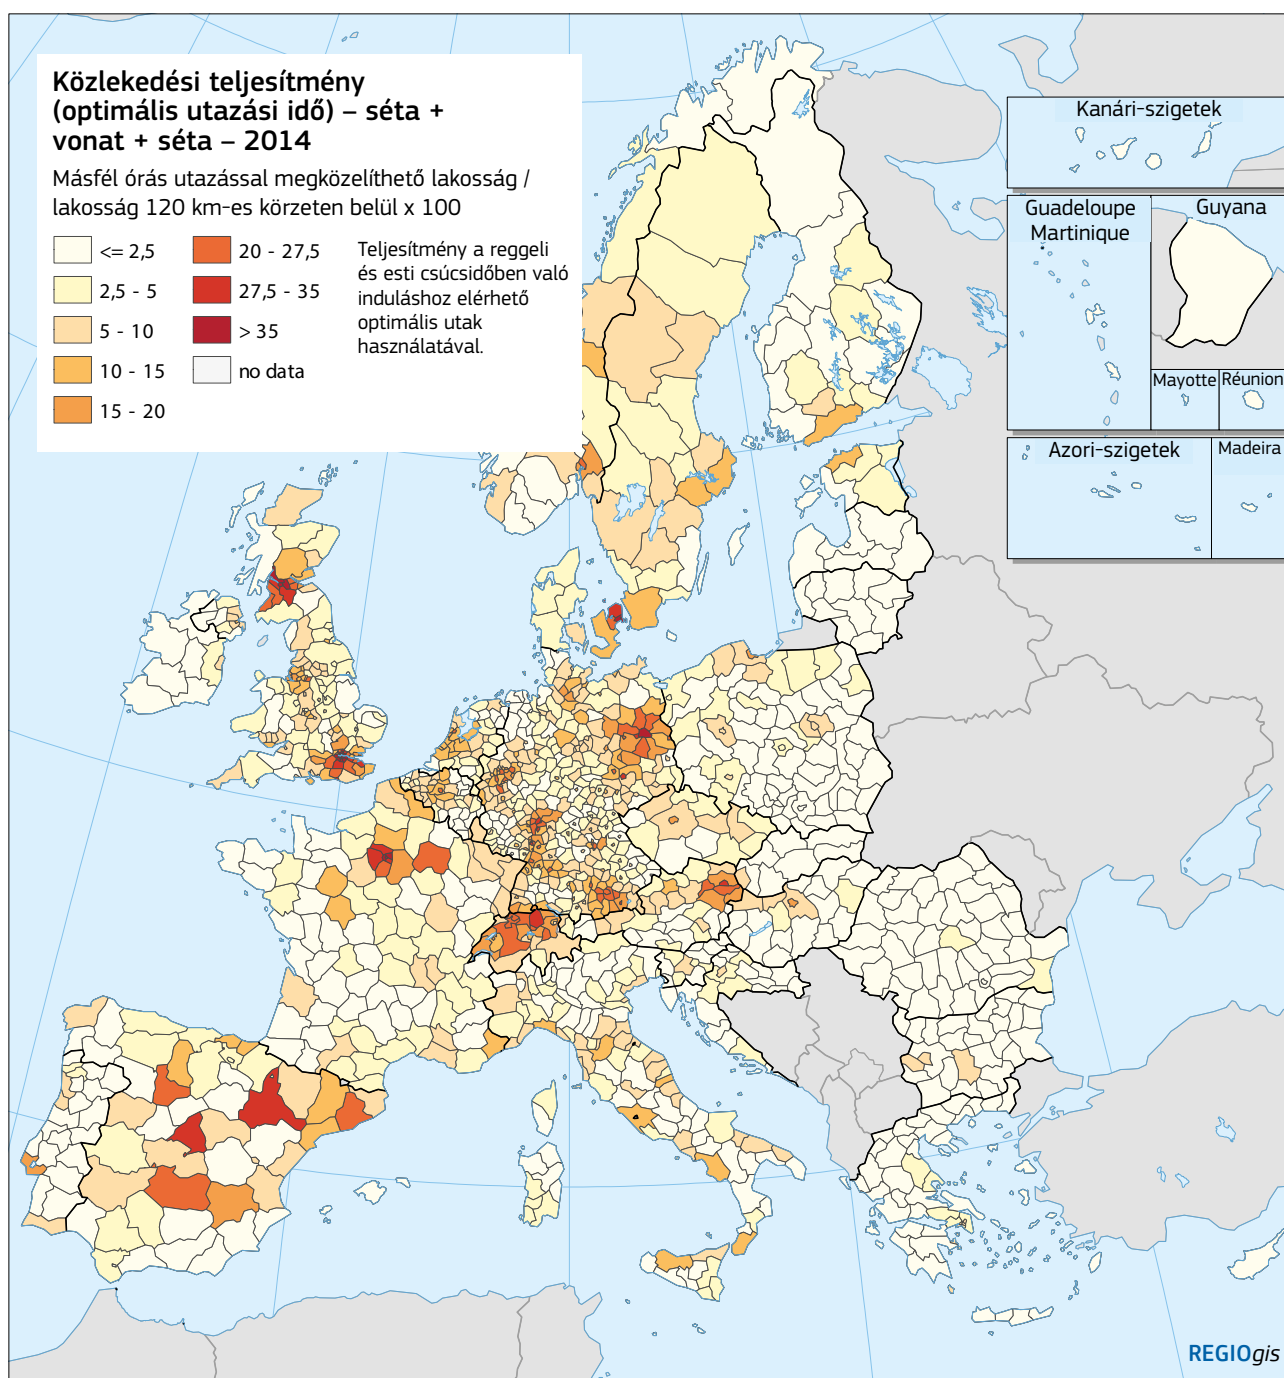 Közlekedési teljesítmény
(optimális utazási idő) – séta +
vonat + séta – 2014
Másfél órás utazással megközelíthető lakosság /
lakosság 120 km-es körzeten belül x 100
<= 2,5
2,5 - 5
5 - 10
10 - 15
15 - 20
20 - 27,5
27,5 - 35
> 35
no data
Teljesítmény a reggeli
és esti csúcsidőben való
induláshoz elérhető
optimális utak
használatával.
Kanári-szigetek
Guadeloupe
Martinique
Guyana
Mayotte
Réunion
Azori-szigetek
Madeira
REGIOgis